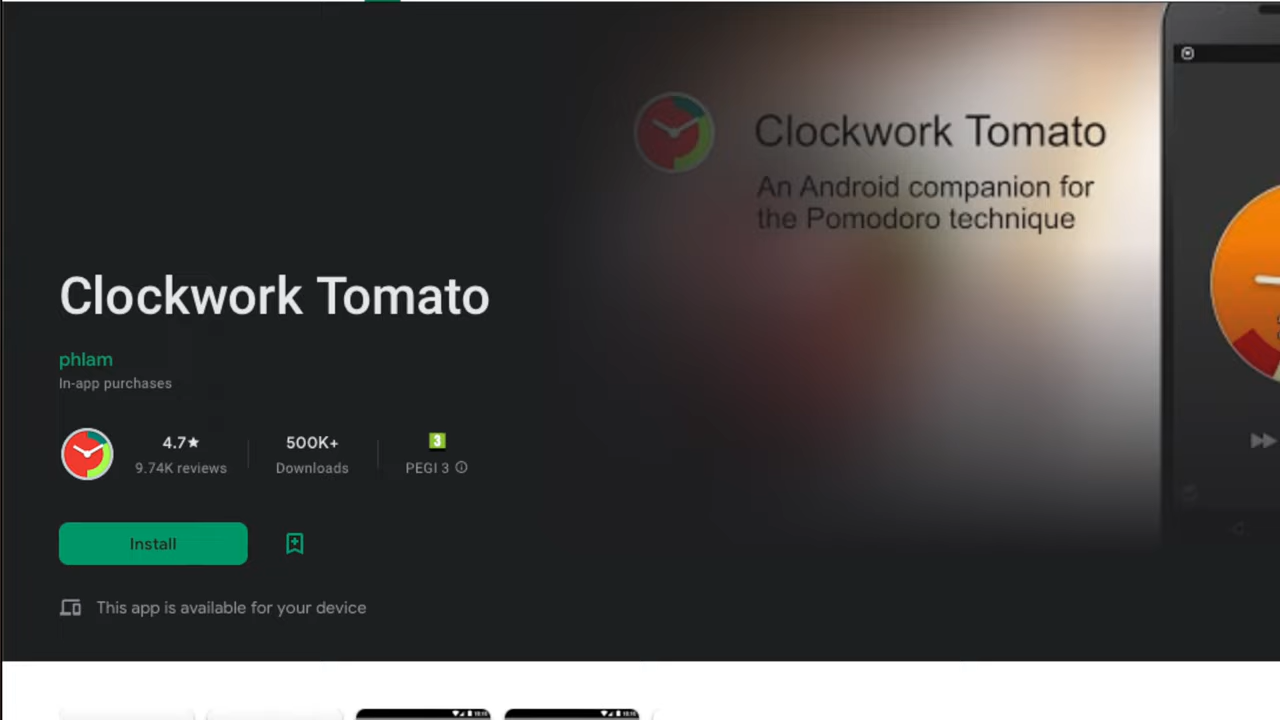 Clockwork Tomato
An Android companion for
the Pomodoro technique
Clockwork Tomato
phlam
In-app purchases
4.7★
9.74K reviews
500K+
Downloads
3
PEGI 3
Install
This app is available for your device